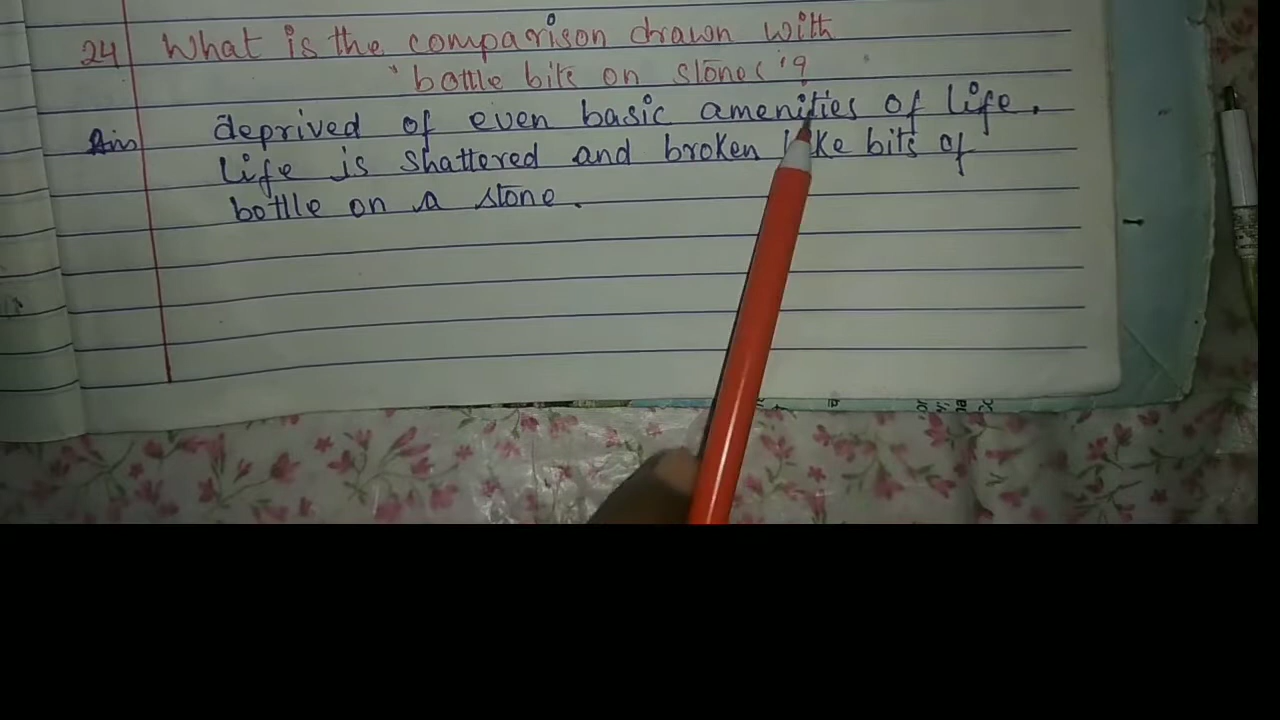 24 What is the comparison drawn with
'bottle bits on stones'?
Ans deprived of even basic amenities of life.
Life is shattered and broken like bits of
bottle on a stone.